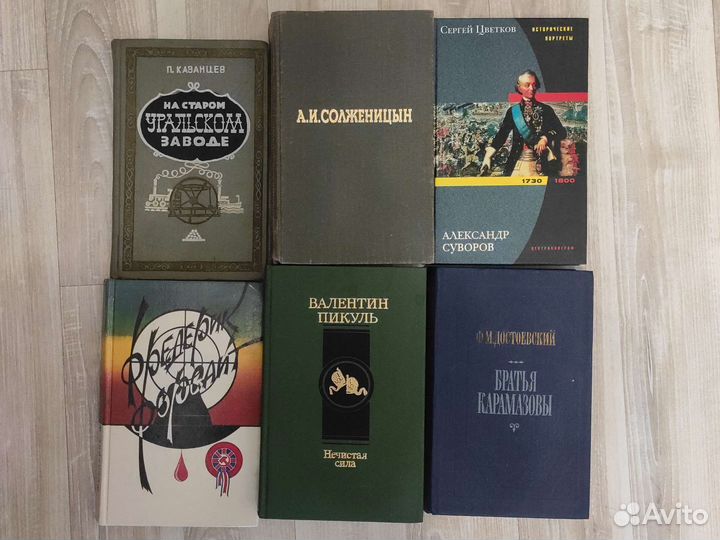 П. КАЗАНЦЕВ
НА СТАРОМ
УРАЛЬСКОМ
ЗАВОДЕ
А.И.СОЛЖЕНИЦЫН
СЕРГЕЙ ЦВЕТКОВ
ИСТОРИЧЕСКИЕ
ПОРТРЕТЫ
1730 1800
АЛЕКСАНДР
СУВОРОВ
ЦЕНТРПОЛИГРАФ
ФРЕДЕРИК
ФОРСАЙТ
ВАЛЕНТИН
ПИКУЛЬ
Нечистая
сила
Ф.М.ДОСТОЕВСКИЙ
БРАТЬЯ
КАРАМАЗОВЫ
Avito